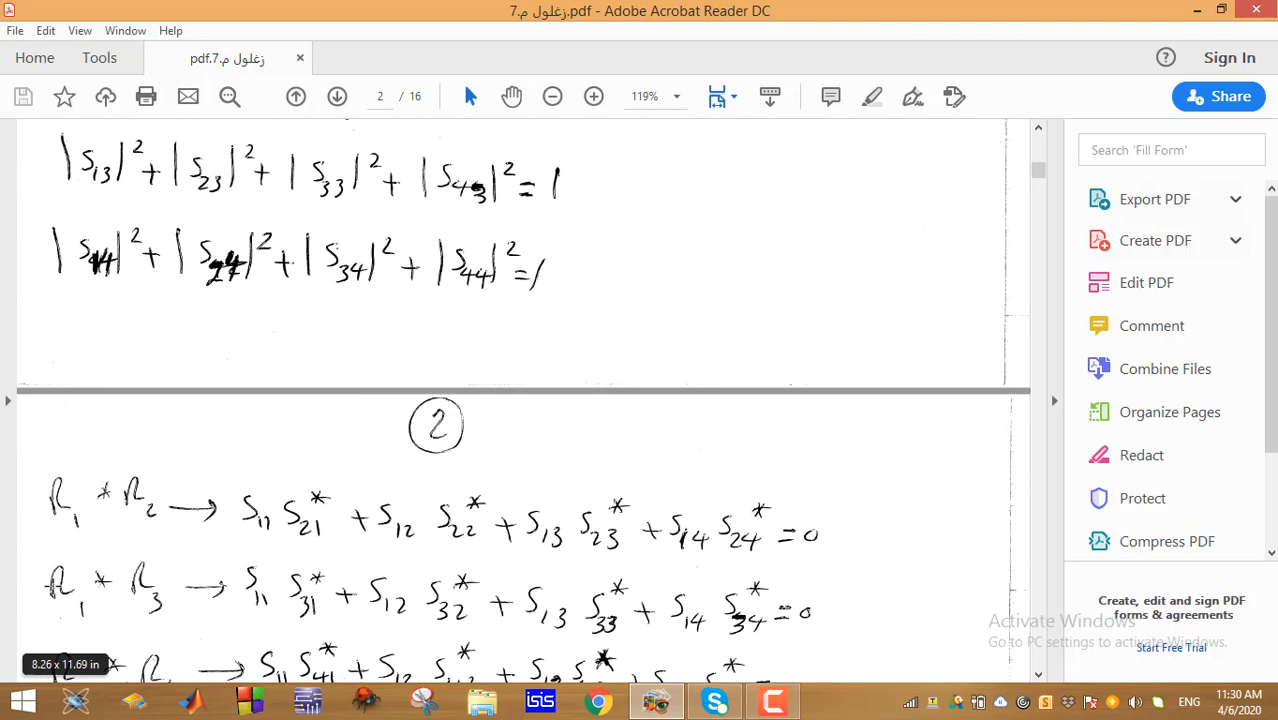 زغلول م.7.pdf - Adobe Acrobat Reader DC
File Edit View Window Help
Home Tools زغلول م.7.pdf × Sign In
2 / 16 119% Share
|S13|² + |S23|² + |S33|² + |S43|² = 1
|S14|² + |S24|² + |S34|² + |S44|² = 1
2
R1 * R2 → S11 S21* + S12 S22* + S13 S23* + S14 S24* = 0
R1 * R3 → S11 S31* + S12 S32* + S13 S33* + S14 S34* = 0
→ S11 S41* + S12
8.26 x 11.69 in
Search 'Fill Form'
Export PDF
Create PDF
Edit PDF
Comment
Combine Files
Organize Pages
Redact
Protect
Compress PDF
Create, edit and sign PDF
forms & agreements
Start Free Trial
Activate Windows
Go to PC settings to activate Windows.
isis
ENG
11:30 AM
4/6/2020